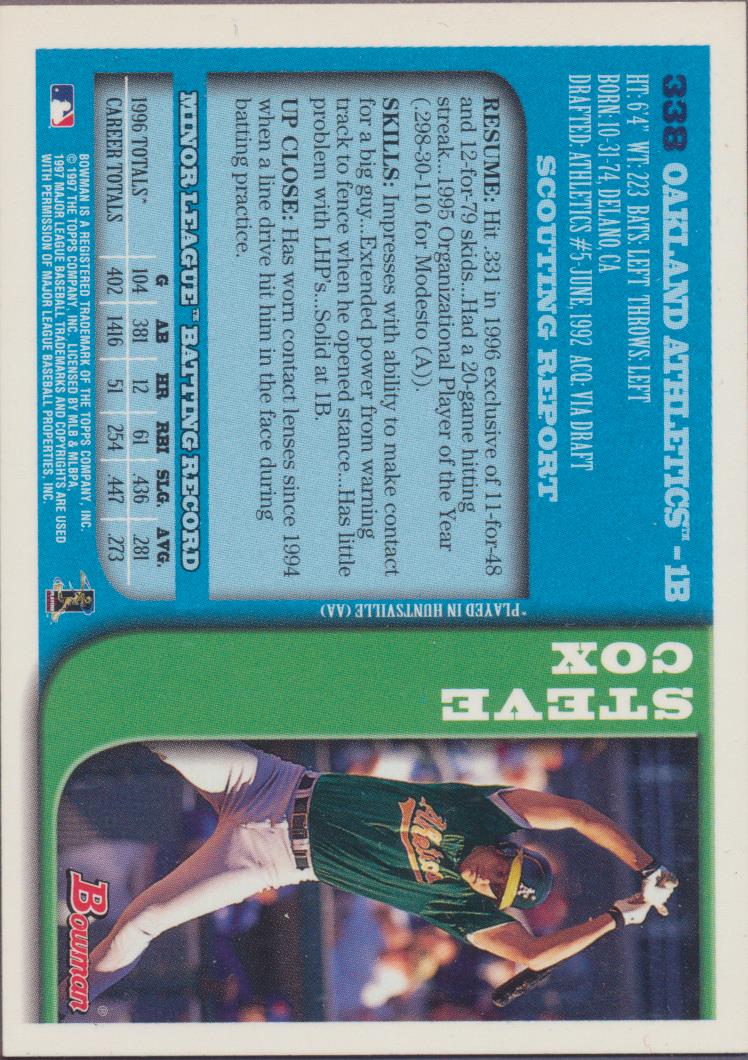 338 OAKLAND ATHLETICS™ - 1B
HT: 6'4" WT: 223 BATS: LEFT THROWS: LEFT
BORN: 10-31-74, DELANO, CA
DRAFTED: ATHLETICS #5-JUNE, 1992 ACQ: VIA DRAFT
SCOUTING REPORT
RESUME: Hit .331 in 1996 exclusive of 11-for-48
and 12-for-79 skids...Had a 20-game hitting
streak...1995 Organizational Player of the Year
(.298-30-110 for Modesto (A)).
SKILLS: Impresses with ability to make contact
for a big guy...Extended power from warning
track to fence when he opened stance...Has little
problem with LHP's...Solid at 1B.
UP CLOSE: Has worn contact lenses since 1994
when a line drive hit him in the face during
batting practice.
*PLAYED IN HUNTSVILLE (AA)
MINOR LEAGUE™ BATTING RECORD
G AB HR RBI SLG. AVG.
1996 TOTALS* 104 381 12 61 .436 .281
CAREER TOTALS 402 1416 51 254 .447 .273
BOWMAN IS A REGISTERED TRADEMARK OF THE TOPPS COMPANY, INC.
© 1997 THE TOPPS COMPANY, INC. LICENSED BY MLB & MLBPA.
1997 MAJOR LEAGUE BASEBALL TRADEMARKS AND COPYRIGHTS ARE USED
WITH PERMISSION OF MAJOR LEAGUE BASEBALL PROPERTIES, INC.
STEVE
COX
Bowman®